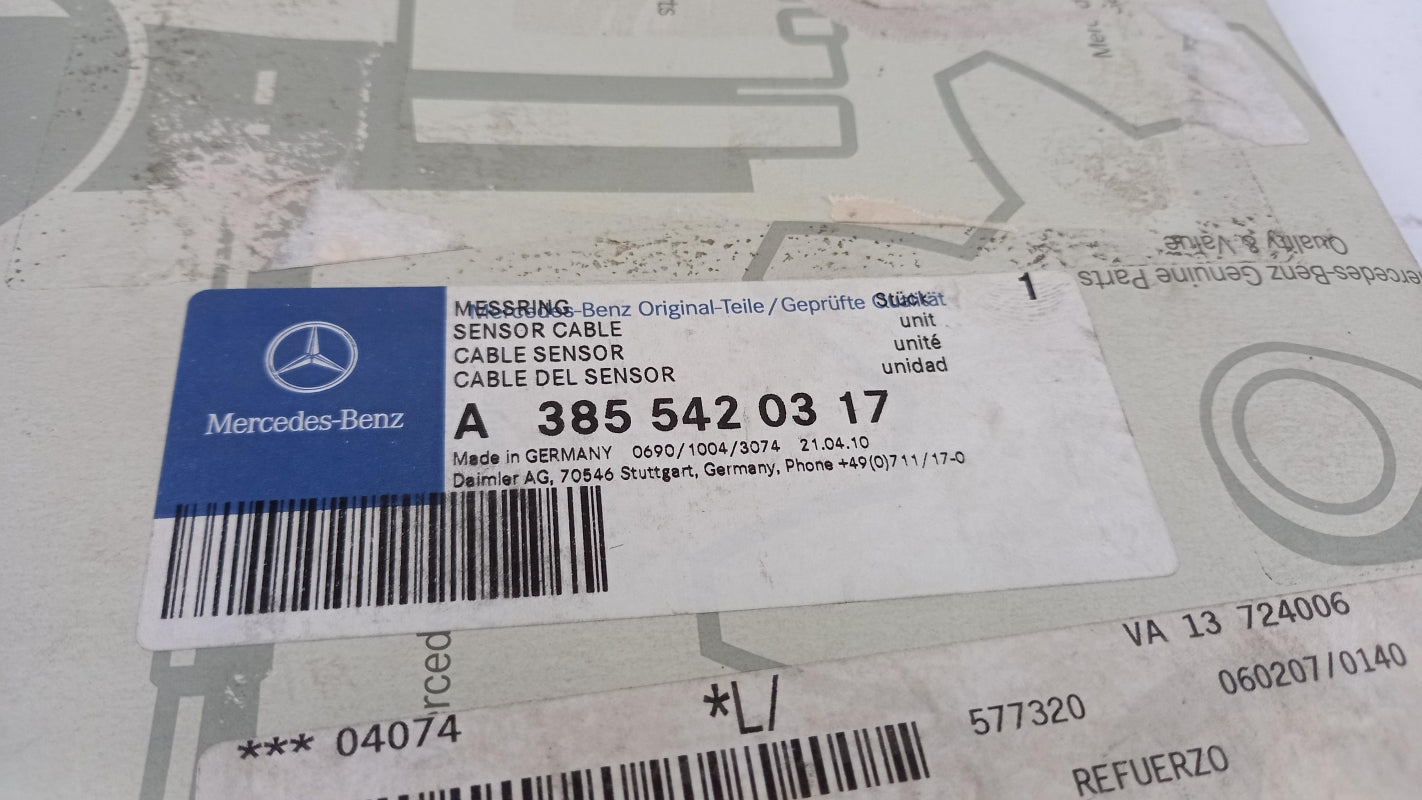 Mercedes-Benz Genuine Parts
Quality & Value
Mercedes-Benz
Mercedes-Benz Original-Teile / Geprüfte Qualität
MESSRING Stück 1
SENSOR CABLE unit
CABLE SENSOR unité
CABLE DEL SENSOR unidad
A 385 542 03 17
Made in GERMANY 0690/1004/3074 21.04.10
Daimler AG, 70546 Stuttgart, Germany, Phone +49(0)711/17-0
VA 13 724006
060207/0140
*** 04074 *L/ 577320
REFUERZO